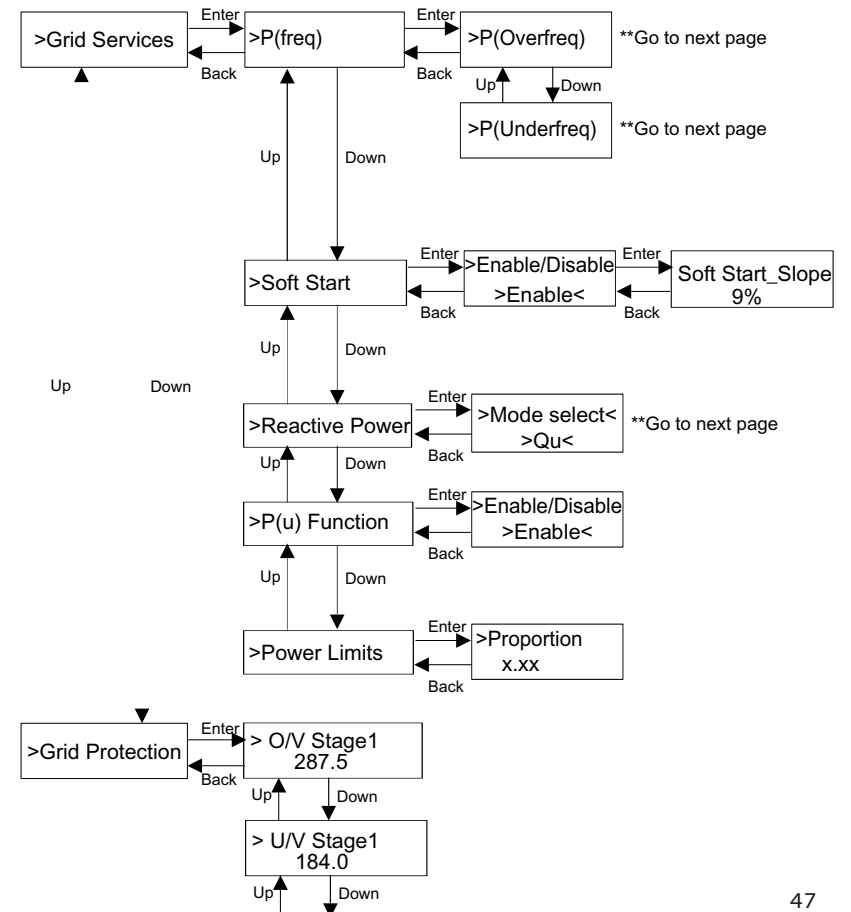 Enter
Enter
>Grid Services
>P(freq)
>P(Overfreq)
**Go to next page
Back
Back
Up
Down
>P(Underfreq)
**Go to next page
Up
Down
Enter
Enter
>Soft Start
>Enable/Disable
>Enable<
Soft Start_Slope
9%
Back
Back
Up
Down
Up
Down
Enter
>Reactive Power
>Mode select<
>Qu<
**Go to next page
Back
Up
Down
Enter
>P(u) Function
>Enable/Disable
>Enable<
Back
Up
Down
Enter
>Power Limits
>Proportion
x.xx
Back
Enter
>Grid Protection
> O/V Stage1
287.5
Back
Up
Down
> U/V Stage1
184.0
Up
Down
47